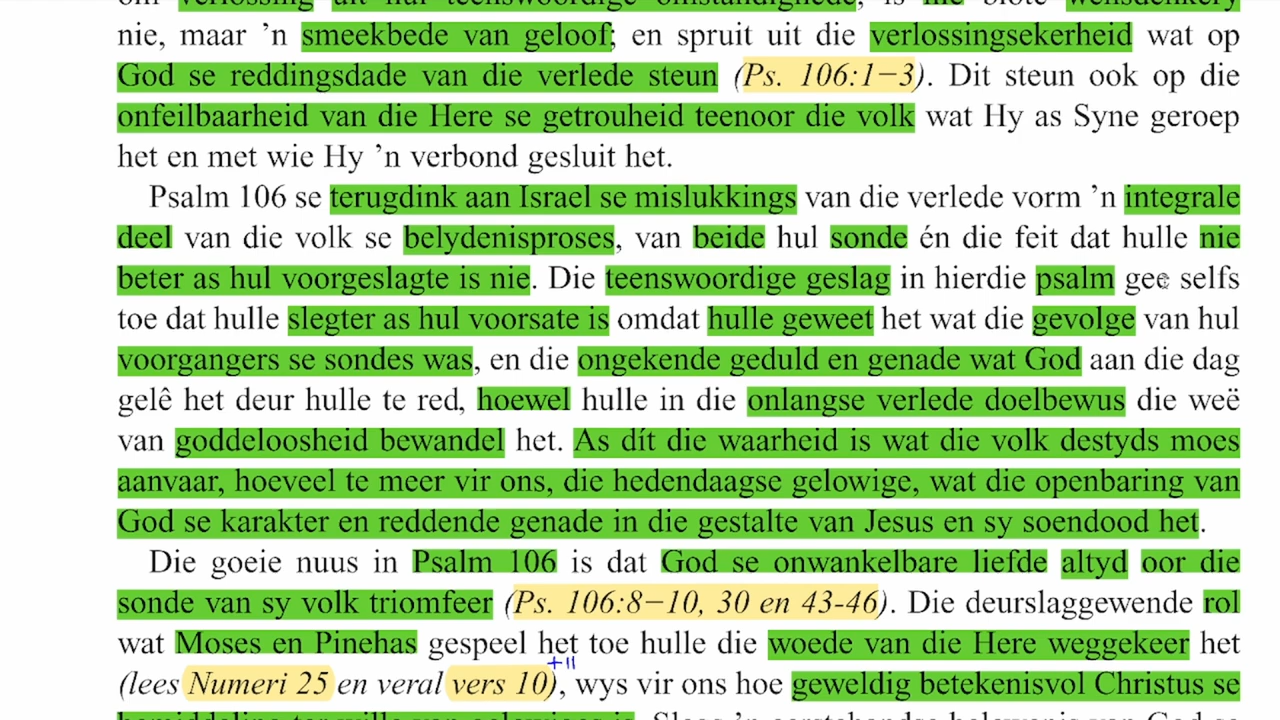 om verlossing uit hul teenswoordige omstandighede, is nie blote wensdenkery
nie, maar ’n smeekbede van geloof; en spruit uit die verlossingsekerheid wat op
God se reddingsdade van die verlede steun (Ps. 106:1−3). Dit steun ook op die
onfeilbaarheid van die Here se getrouheid teenoor die volk wat Hy as Syne geroep
het en met wie Hy ’n verbond gesluit het.
Psalm 106 se terugdink aan Israel se mislukkings van die verlede vorm ’n integrale
deel van die volk se belydenisproses, van beide hul sonde én die feit dat hulle nie
beter as hul voorgeslagte is nie. Die teenswoordige geslag in hierdie psalm gee selfs
toe dat hulle slegter as hul voorsate is omdat hulle geweet het wat die gevolge van hul
voorgangers se sondes was, en die ongekende geduld en genade wat God aan die dag
gelê het deur hulle te red, hoewel hulle in die onlangse verlede doelbewus die weë
van goddeloosheid bewandel het. As dít die waarheid is wat die volk destyds moes
aanvaar, hoeveel te meer vir ons, die hedendaagse gelowige, wat die openbaring van
God se karakter en reddende genade in die gestalte van Jesus en sy soendood het.
Die goeie nuus in Psalm 106 is dat God se onwankelbare liefde altyd oor die
sonde van sy volk triomfeer (Ps. 106:8−10, 30 en 43-46). Die deurslaggewende rol
wat Moses en Pinehas gespeel het toe hulle die woede van die Here weggekeer het
+11
(lees Numeri 25 en veral vers 10), wys vir ons hoe geweldig betekenisvol Christus se